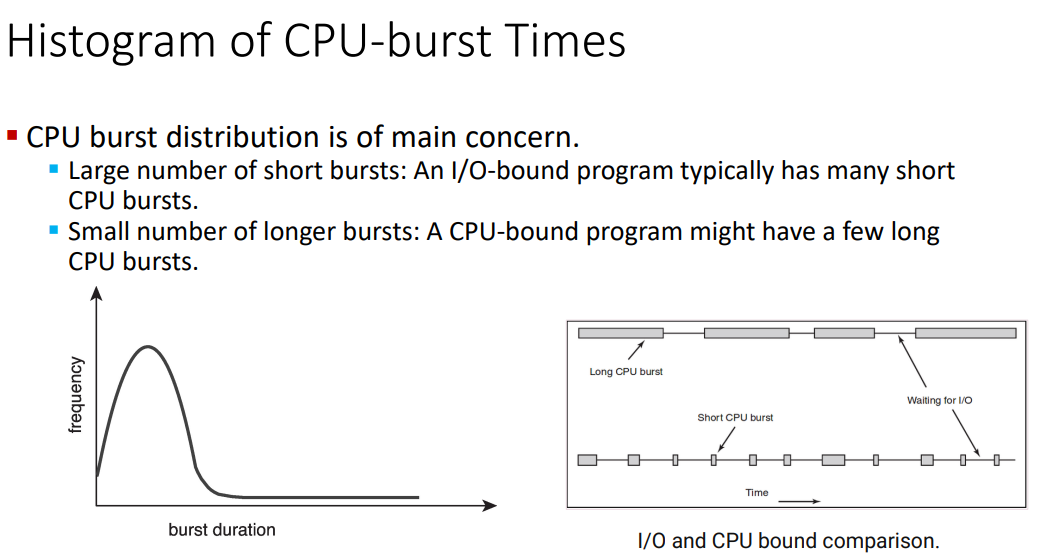 Histogram of CPU-burst Times
CPU burst distribution is of main concern.
Large number of short bursts: An I/O-bound program typically has many short
CPU bursts.
Small number of longer bursts: A CPU-bound program might have a few long
CPU bursts.
frequency
burst duration
Long CPU burst
Waiting for I/O
Short CPU burst
Time
I/O and CPU bound comparison.